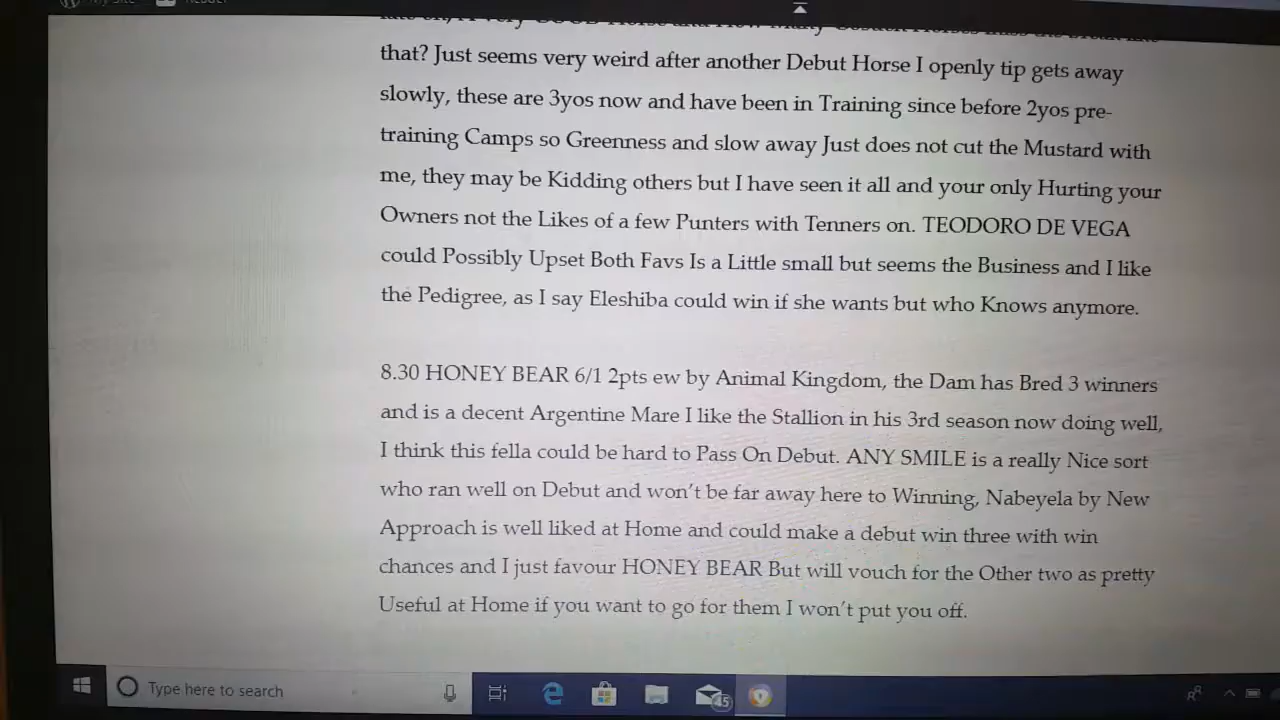 that? Just seems very weird after another Debut Horse I openly tip gets away
slowly, these are 3yos now and have been in Training since before 2yos pre-
training Camps so Greenness and slow away Just does not cut the Mustard with
me, they may be Kidding others but I have seen it all and your only Hurting your
Owners not the Likes of a few Punters with Tenners on. TEODORO DE VEGA
could Possibly Upset Both Favs Is a Little small but seems the Business and I like
the Pedigree, as I say Eleshiba could win if she wants but who Knows anymore.
8.30 HONEY BEAR 6/1 2pts ew by Animal Kingdom, the Dam has Bred 3 winners
and is a decent Argentine Mare I like the Stallion in his 3rd season now doing well,
I think this fella could be hard to Pass On Debut. ANY SMILE is a really Nice sort
who ran well on Debut and won't be far away here to Winning, Nabeyela by New
Approach is well liked at Home and could make a debut win three with win
chances and I just favour HONEY BEAR But will vouch for the Other two as pretty
Useful at Home if you want to go for them I won't put you off.
Type here to search
45